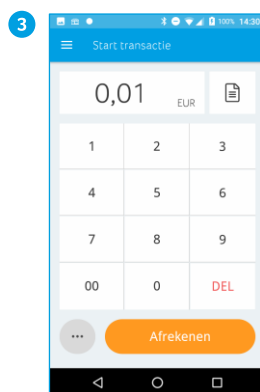 3
100% 14:30
Start transactie
0,01 EUR
1 2 3
4 5 6
7 8 9
00 0 DEL
... Afrekenen